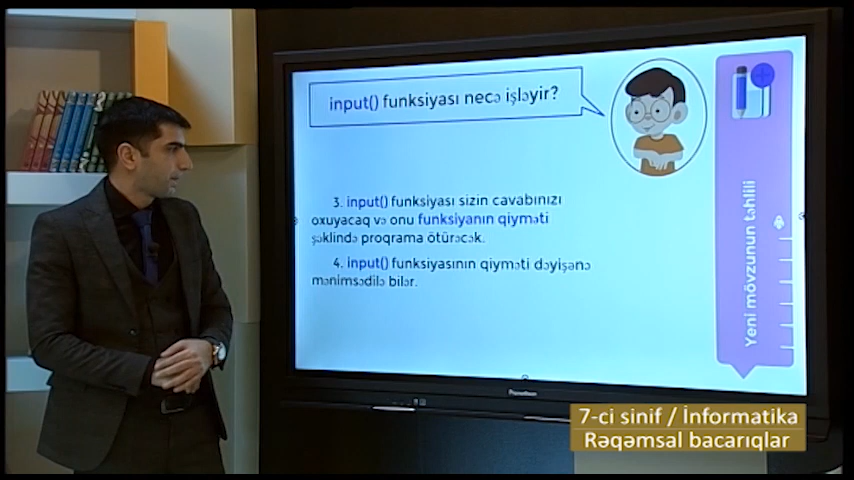 input() funksiyası necə işləyir?
3. input() funksiyası sizin cavabınızı
oxuyacaq və onu funksiyanın qiyməti
şəklində proqrama ötürəcək.
4. input() funksiyasının qiyməti dəyişənə
mənimsədilə bilər.
Yeni mövzunun təhlili
Promethean
7-ci sinif / İnformatika
Rəqəmsal bacarıqlar